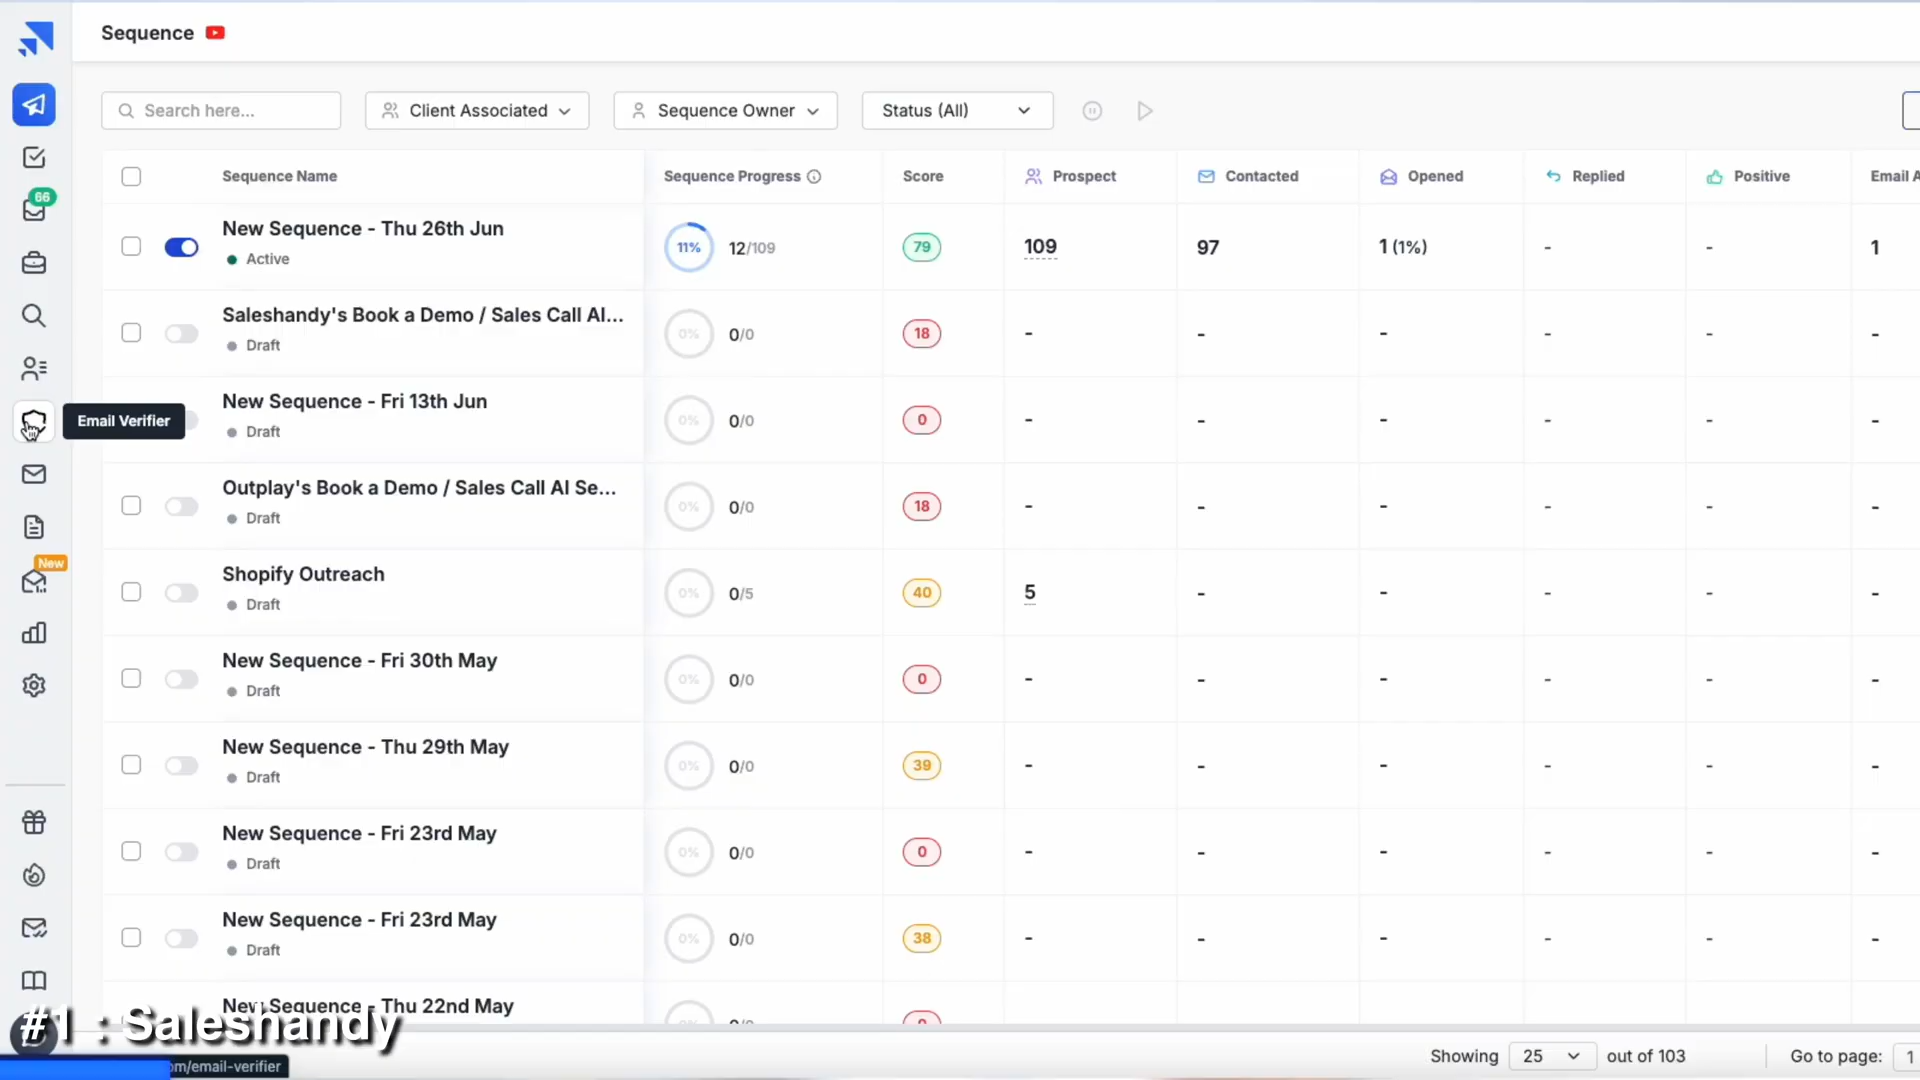 Sequence
Search here...
Client Associated
Sequence Owner
Status (All)
Sequence Name
Sequence Progress
Score
Prospect
Contacted
Opened
Replied
Positive
Email A
New Sequence - Thu 26th Jun
Active
11%
12/109
79
109
97
1 (1%)
-
-
1
66
Saleshandy's Book a Demo / Sales Call AI...
Draft
0%
0/0
18
-
-
-
-
-
-
New Sequence - Fri 13th Jun
Draft
0%
0/0
0
-
-
-
-
-
-
Email Verifier
Outplay's Book a Demo / Sales Call AI Se...
Draft
0%
0/0
18
-
-
-
-
-
-
New
Shopify Outreach
Draft
0%
0/5
40
5
-
-
-
-
-
New Sequence - Fri 30th May
Draft
0%
0/0
0
-
-
-
-
-
-
New Sequence - Thu 29th May
Draft
0%
0/0
39
-
-
-
-
-
-
New Sequence - Fri 23rd May
Draft
0%
0/0
0
-
-
-
-
-
-
New Sequence - Fri 23rd May
Draft
0%
0/0
38
-
-
-
-
-
-
New Sequence - Thu 22nd May
#1 : Saleshandy
om/email-verifier
Showing 25 out of 103
Go to page: 1